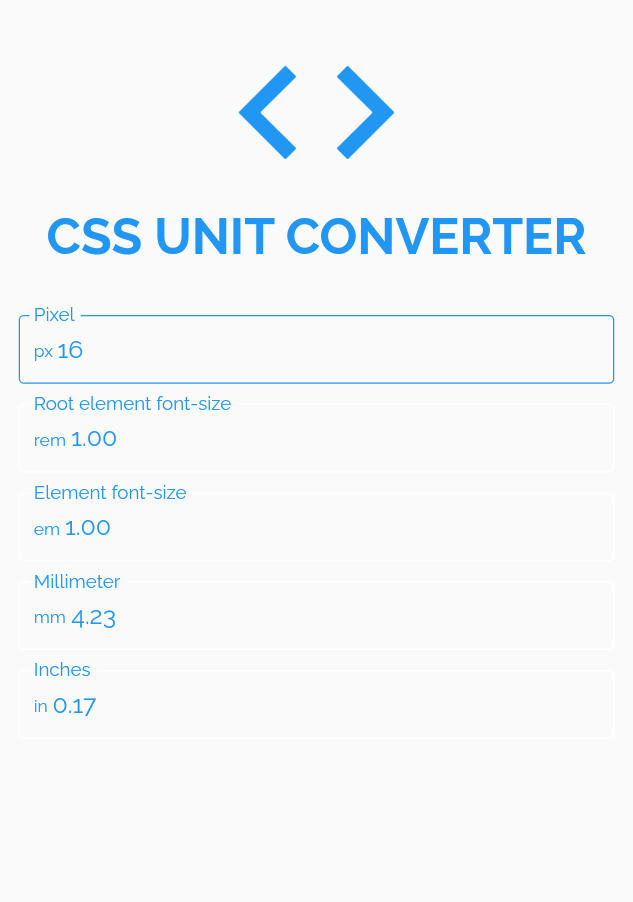 CSS UNIT CONVERTER
Pixel
px 16
Root element font-size
rem 1.00
Element font-size
em 1.00
Millimeter
mm 4.23
Inches
in 0.17